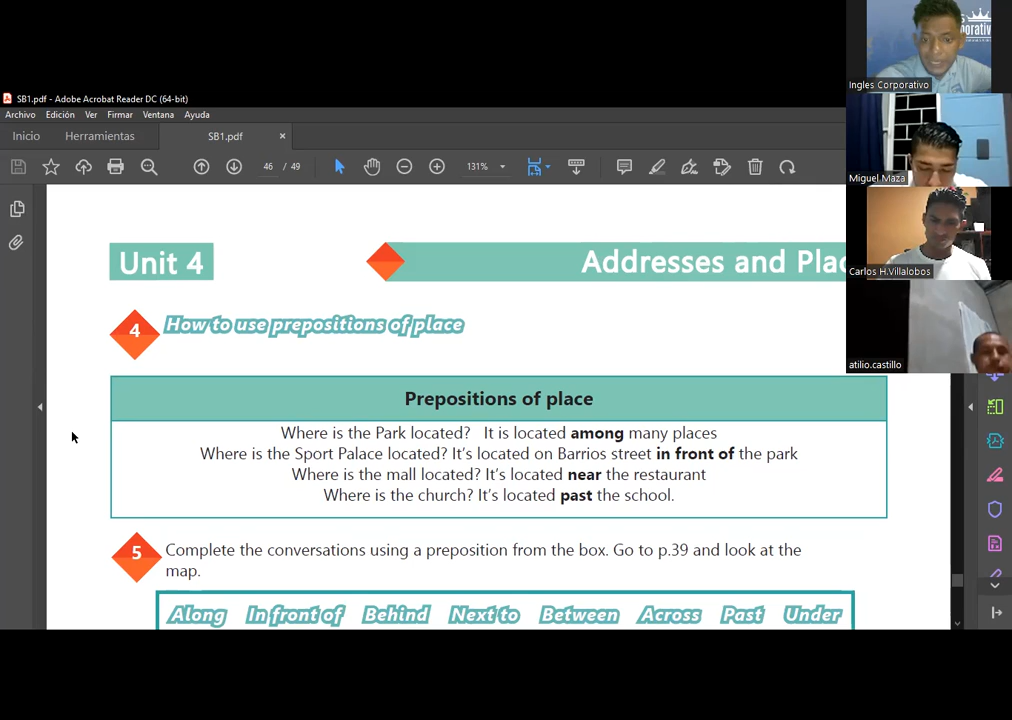 SB1.pdf - Adobe Acrobat Reader DC (64-bit)
Archivo Edición Ver Firmar Ventana Ayuda
Inicio Herramientas SB1.pdf ×
46 / 49 131%
Unit 4
Addresses and Plac
4 How to use prepositions of place
Prepositions of place
Where is the Park located? It is located among many places
Where is the Sport Palace located? It's located on Barrios street in front of the park
Where is the mall located? It's located near the restaurant
Where is the church? It's located past the school.
5 Complete the conversations using a preposition from the box. Go to p.39 and look at the
map.
Along In front of Behind Next to Between Across Past Under
Ingles Corporativo
Miguel Maza
Carlos H.Villalobos
atilio.castillo